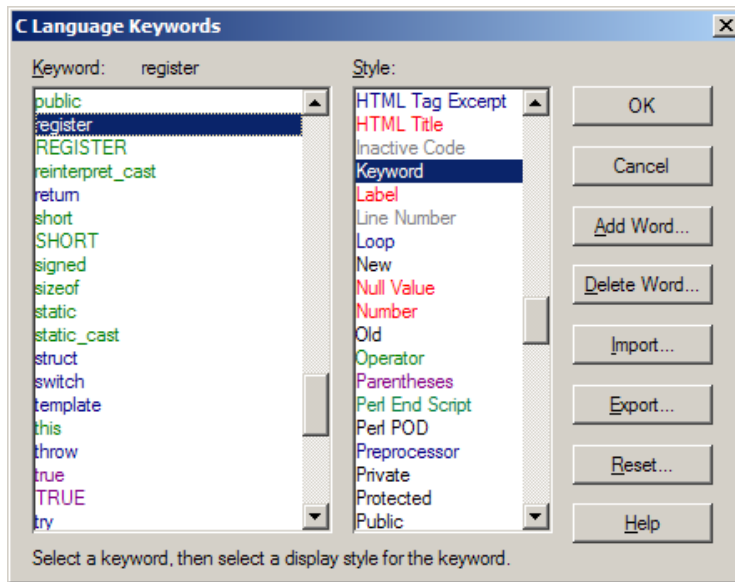 C Language Keywords
Keyword: register
Style:
public
register
REGISTER
reinterpret_cast
return
short
SHORT
signed
sizeof
static
static_cast
struct
switch
template
this
throw
true
TRUE
try
HTML Tag Excerpt
HTML Title
Inactive Code
Keyword
Label
Line Number
Loop
New
Null Value
Number
Old
Operator
Parentheses
Perl End Script
Perl POD
Preprocessor
Private
Protected
Public
OK
Cancel
Add Word...
Delete Word...
Import...
Export...
Reset...
Help
Select a keyword, then select a display style for the keyword.